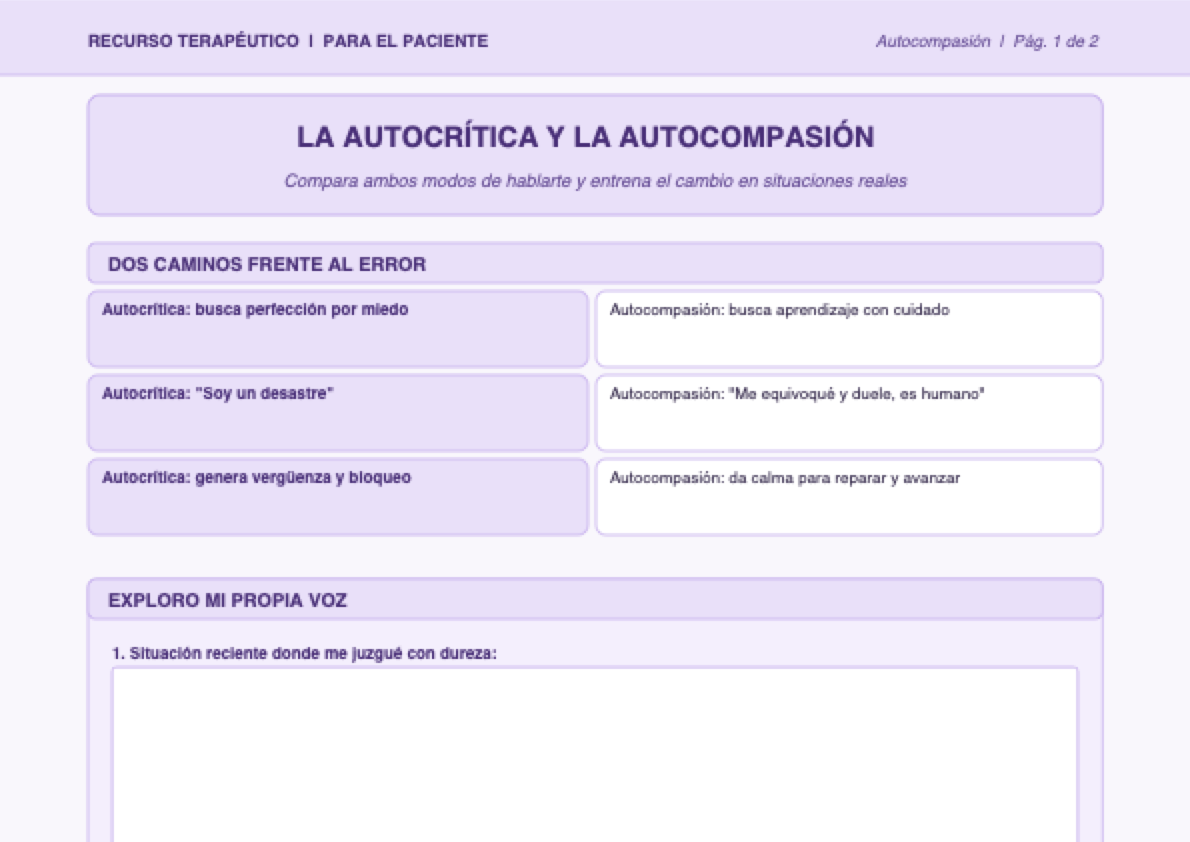 RECURSO TERAPÉUTICO | PARA EL PACIENTE
Autocompasión | Pág. 1 de 2
LA AUTOCRÍTICA Y LA AUTOCOMPASIÓN
Compara ambos modos de hablarte y entrena el cambio en situaciones reales
DOS CAMINOS FRENTE AL ERROR
Autocrítica: busca perfección por miedo
Autocompasión: busca aprendizaje con cuidado
Autocrítica: "Soy un desastre"
Autocompasión: "Me equivoqué y duele, es humano"
Autocrítica: genera vergüenza y bloqueo
Autocompasión: da calma para reparar y avanzar
EXPLORO MI PROPIA VOZ
1. Situación reciente donde me juzgué con dureza: